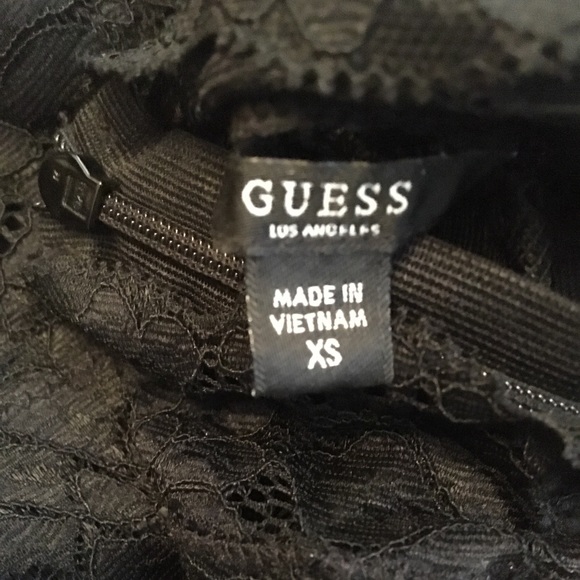 GUESS
LOS ANGELES
MADE IN
VIETNAM
XS